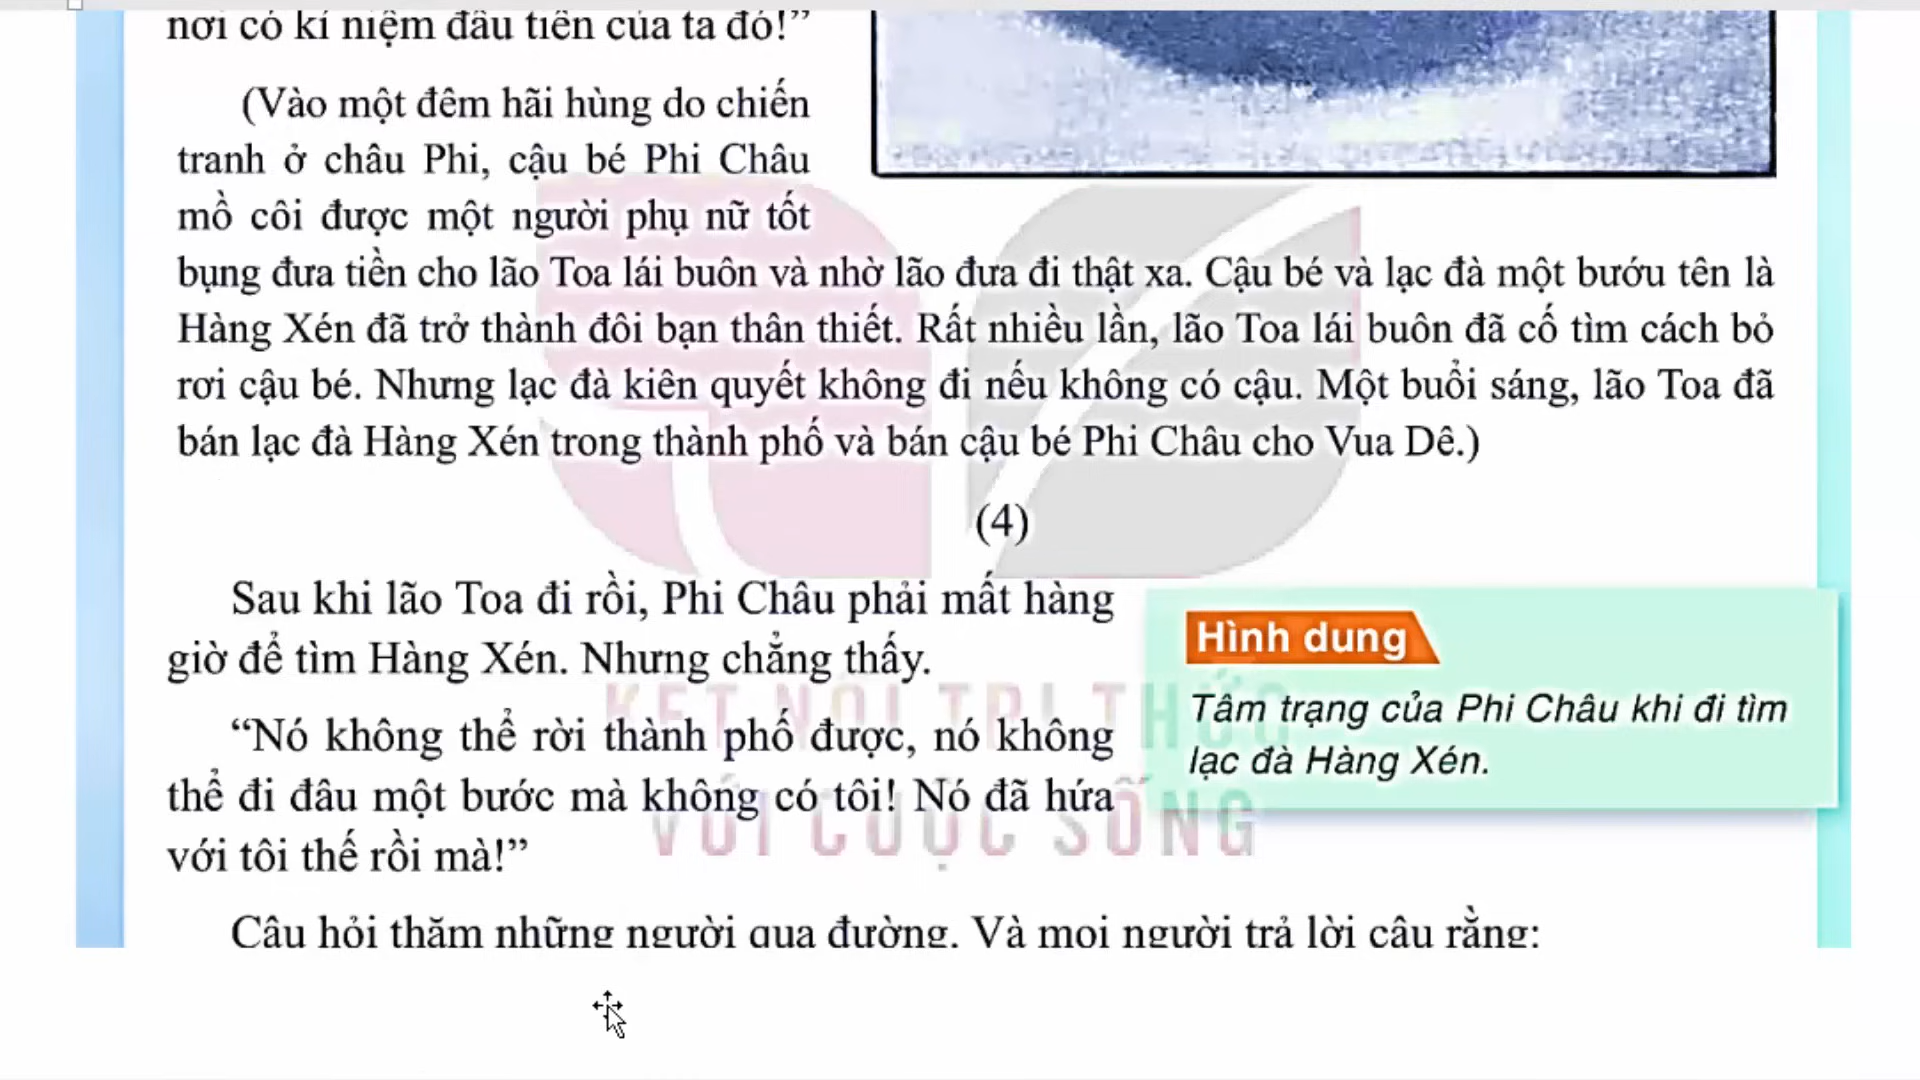 nơi có kỉ niệm đầu tiên của ta đó!”
(Vào một đêm hãi hùng do chiến
tranh ở châu Phi, cậu bé Phi Châu
mồ côi được một người phụ nữ tốt
bụng đưa tiền cho lão Toa lái buôn và nhờ lão đưa đi thật xa. Cậu bé và lạc đà một bướu tên là
Hàng Xén đã trở thành đôi bạn thân thiết. Rất nhiều lần, lão Toa lái buôn đã cố tìm cách bỏ
rơi cậu bé. Nhưng lạc đà kiên quyết không đi nếu không có cậu. Một buổi sáng, lão Toa đã
bán lạc đà Hàng Xén trong thành phố và bán cậu bé Phi Châu cho Vua Dê.)
(4)
Sau khi lão Toa đi rồi, Phi Châu phải mất hàng
giờ để tìm Hàng Xén. Nhưng chẳng thấy.
“Nó không thể rời thành phố được, nó không
thể đi đâu một bước mà không có tôi! Nó đã hứa
với tôi thế rồi mà!”
Hình dung
Tâm trạng của Phi Châu khi đi tìm
lạc đà Hàng Xén.
KẾT NỐI TRI THỨC
VỚI CUỘC SỐNG
Cậu hỏi thăm những người qua đường. Và mọi người trả lời cậu rằng: